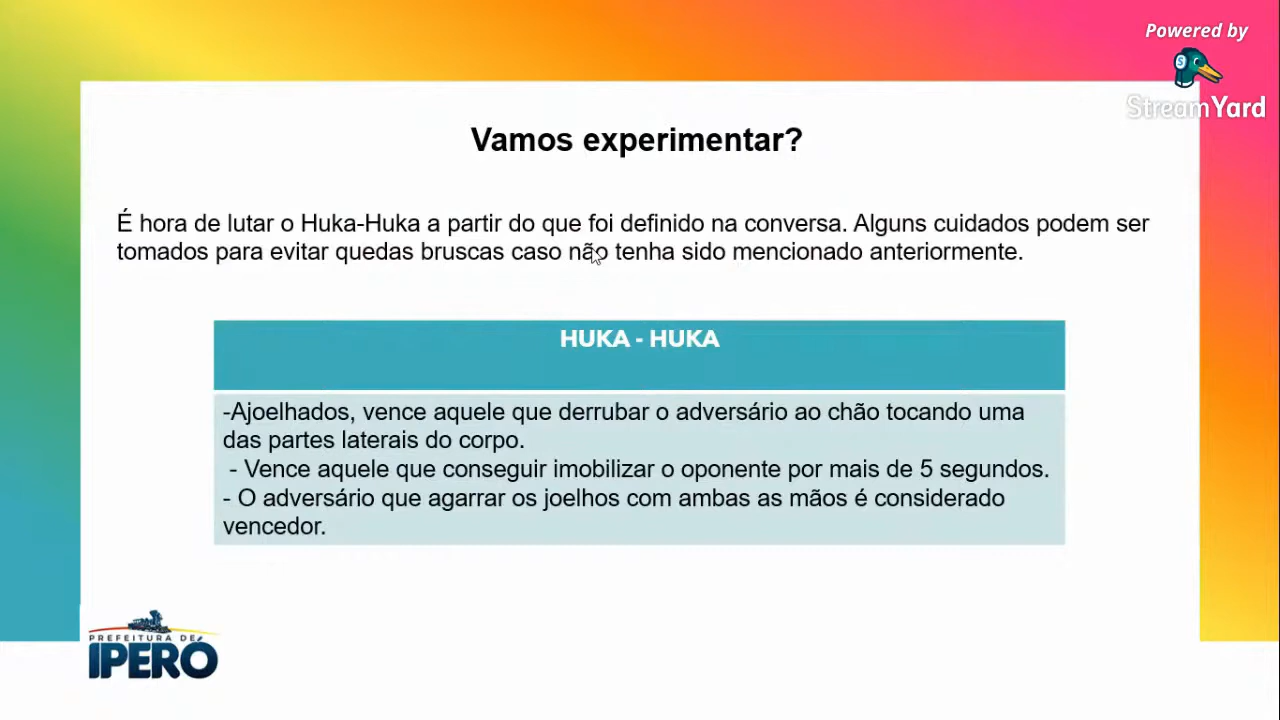 Powered by
StreamYard
Vamos experimentar?
É hora de lutar o Huka-Huka a partir do que foi definido na conversa. Alguns cuidados podem ser
tomados para evitar quedas bruscas caso não tenha sido mencionado anteriormente.
HUKA - HUKA
-Ajoelhados, vence aquele que derrubar o adversário ao chão tocando uma
das partes laterais do corpo.
- Vence aquele que conseguir imobilizar o oponente por mais de 5 segundos.
- O adversário que agarrar os joelhos com ambas as mãos é considerado
vencedor.
PREFEITURA DE
IPERÓ